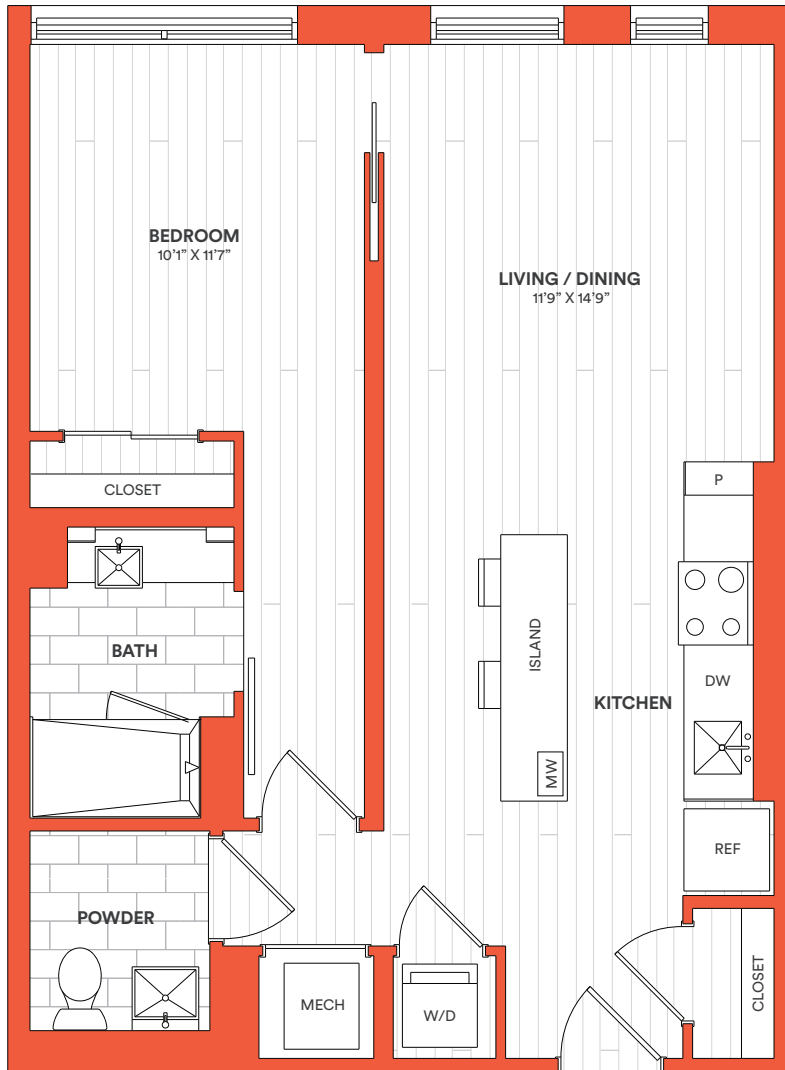 BEDROOM
10'1” X 11'7”
LIVING / DINING
11'9” X 14'9”
P
CLOSET
ISLAND
BATH
DW
KITCHEN
MW
REF
POWDER
MECH
W/D
CLOSET